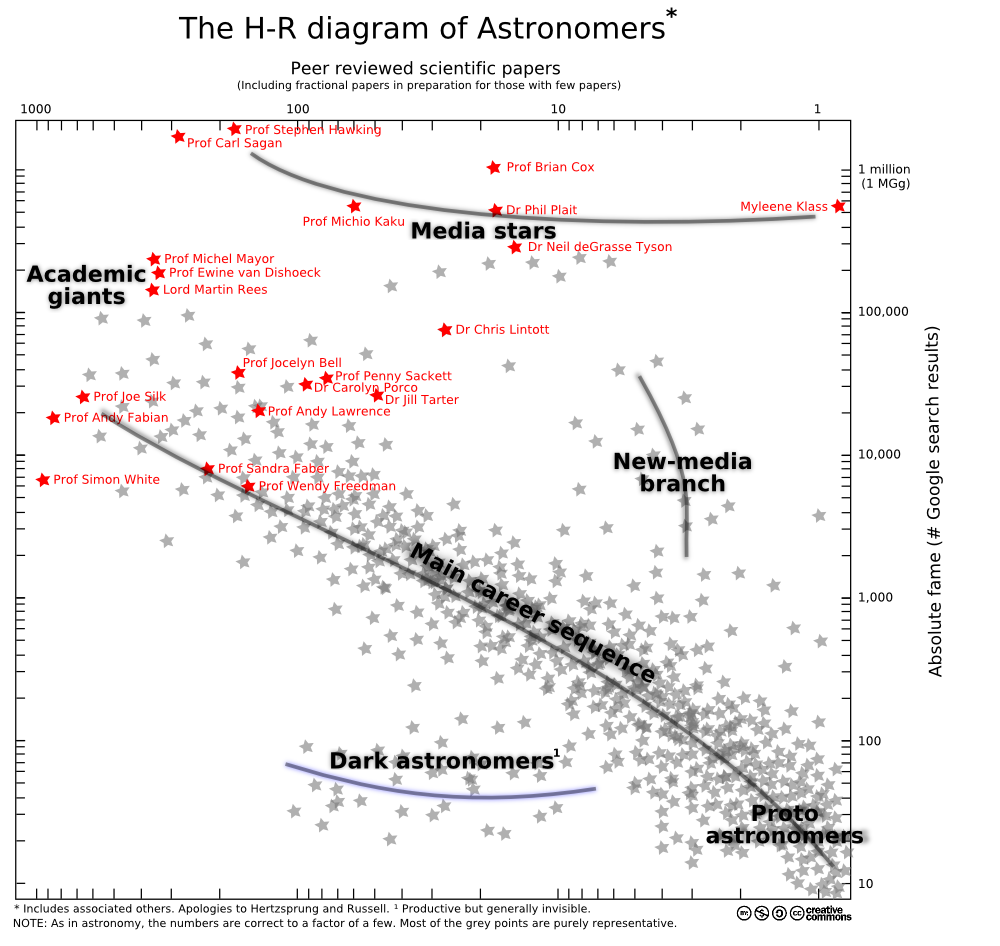 The H-R diagram of Astronomers*
Peer reviewed scientific papers
(Including fractional papers in preparation for those with few papers)
1000 100 10 1
Prof Stephen Hawking
Prof Carl Sagan
Prof Brian Cox
1 million
(1 MGg)
Prof Michio Kaku
Dr Phil Plait
Myleene Klass
Media stars
Dr Neil deGrasse Tyson
Prof Michel Mayor
Prof Ewine van Dishoeck
Lord Martin Rees
Academic
giants
100,000
Dr Chris Lintott
Prof Jocelyn Bell
Prof Penny Sackett
Dr Carolyn Porco
Dr Jill Tarter
Prof Joe Silk
Prof Andy Lawrence
Prof Andy Fabian
10,000
Prof Sandra Faber
Prof Simon White
Prof Wendy Freedman
New-media
branch
Main career sequence
1,000
Absolute fame (# Google search results)
100
Dark astronomers¹
Proto
astronomers
10
* Includes associated others. Apologies to Hertzsprung and Russell. ¹ Productive but generally invisible.
NOTE: As in astronomy, the numbers are correct to a factor of a few. Most of the grey points are purely representative.
BY: cc creative
commons